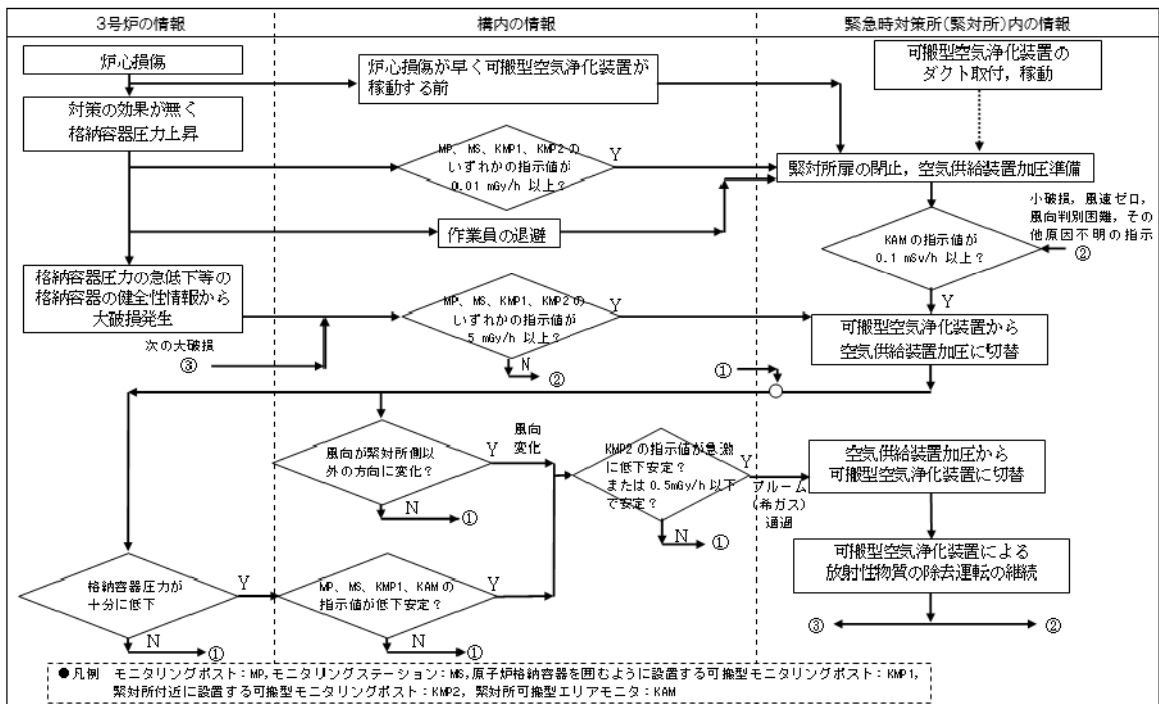 3号炉の情報
構内の情報
緊急時対策所(緊対所)内の情報
炉心損傷
炉心損傷が早く可搬型空気浄化装置が
稼動する前
可搬型空気浄化装置の
ダクト取付，稼動
対策の効果が無く
格納容器圧力上昇
MP、MS、KMP1、KMP2の
いずれかの指示値が
0.01 mGy/h 以上？
Y
緊対所扉の閉止，空気供給装置加圧準備
作業員の退避
小破損，風速ゼロ，
風向判別困難，その
他原因不明の指示
②
KAMの指示値が
0.1 mSv/h 以上？
Y
格納容器圧力の急低下等の
格納容器の健全性情報から
大破損発生
次の大破損
③
MP、MS、KMP1、KMP2の
いずれかの指示値が
5 mGy/h 以上？
Y
N
②
可搬型空気浄化装置から
空気供給装置加圧に切替
①
風向が緊対所側以
外の方向に変化？
Y
風向
変化
N
①
KMP2の指示値が急激
に低下安定？
または0.5mGy/h以下
で安定？
Y
プルーム
(希ガス)
通過
N
①
空気供給装置加圧から
可搬型空気浄化装置に切替
可搬型空気浄化装置による
放射性物質の除去運転の継続
③
②
格納容器圧力が
十分に低下
Y
N
①
MP、MS、KMP1、KAMの
指示値が低下安定？
Y
N
①
●凡例 モニタリングポスト：MP,モニタリングステーション：MS,原子炉格納容器を囲むように設置する可搬型モニタリングポスト：KMP1,
緊対所付近に設置する可搬型モニタリングポスト：KMP2, 緊対所可搬型エリアモニタ：KAM